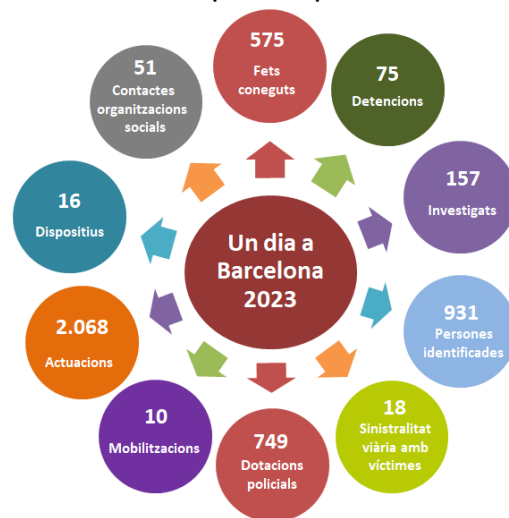 575
Fets
coneguts
75
Detencions
157
Investigats
931
Persones
identificades
18
Sinistralitat
viària amb
víctimes
749
Dotacions
policials
10
Mobilitzacions
2.068
Actuacions
16
Dispositius
51
Contactes
organitzacions
socials
Un dia a
Barcelona
2023